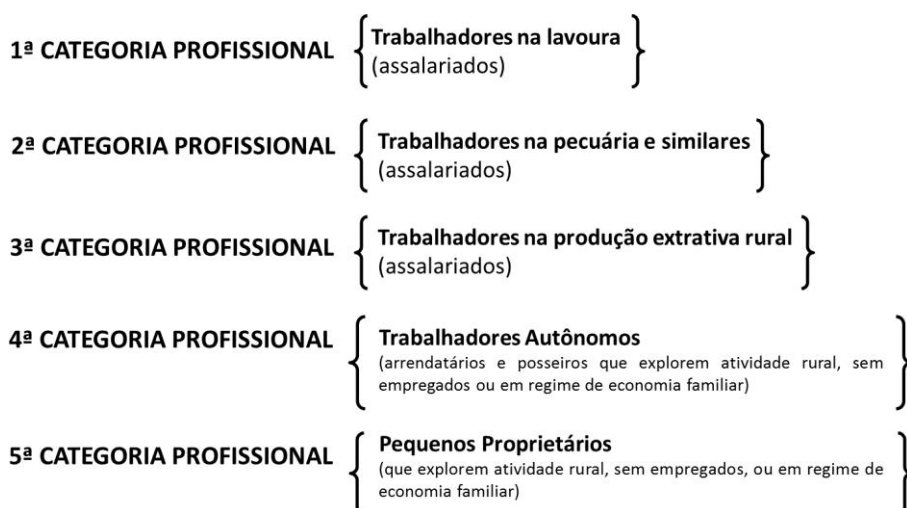 1ª CATEGORIA PROFISSIONAL
Trabalhadores na lavoura
(assalariados)
2ª CATEGORIA PROFISSIONAL
Trabalhadores na pecuária e similares
(assalariados)
3ª CATEGORIA PROFISSIONAL
Trabalhadores na produção extrativa rural
(assalariados)
4ª CATEGORIA PROFISSIONAL
Trabalhadores Autônomos
(arrendatários e posseiros que explorem atividade rural, sem
empregados ou em regime de economia familiar)
5ª CATEGORIA PROFISSIONAL
Pequenos Proprietários
(que explorem atividade rural, sem empregados, ou em regime de
economia familiar)